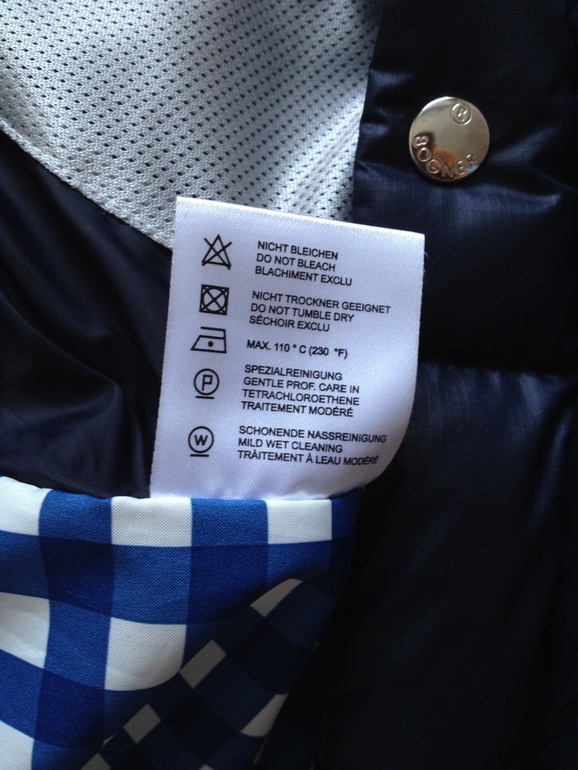 BOGNER
NICHT BLEICHEN
DO NOT BLEACH
BLACHIMENT EXCLU
NICHT TROCKNER GEEIGNET
DO NOT TUMBLE DRY
SÉCHOIR EXCLU
MAX. 110 ° C (230 °F)
P
SPEZIALREINIGUNG
GENTLE PROF. CARE IN
TETRACHLOROETHENE
TRAITEMENT MODÉRÉ
W
SCHONENDE NASSREINIGUNG
MILD WET CLEANING
TRÀITEMENT À LEAU MODÉRÉ